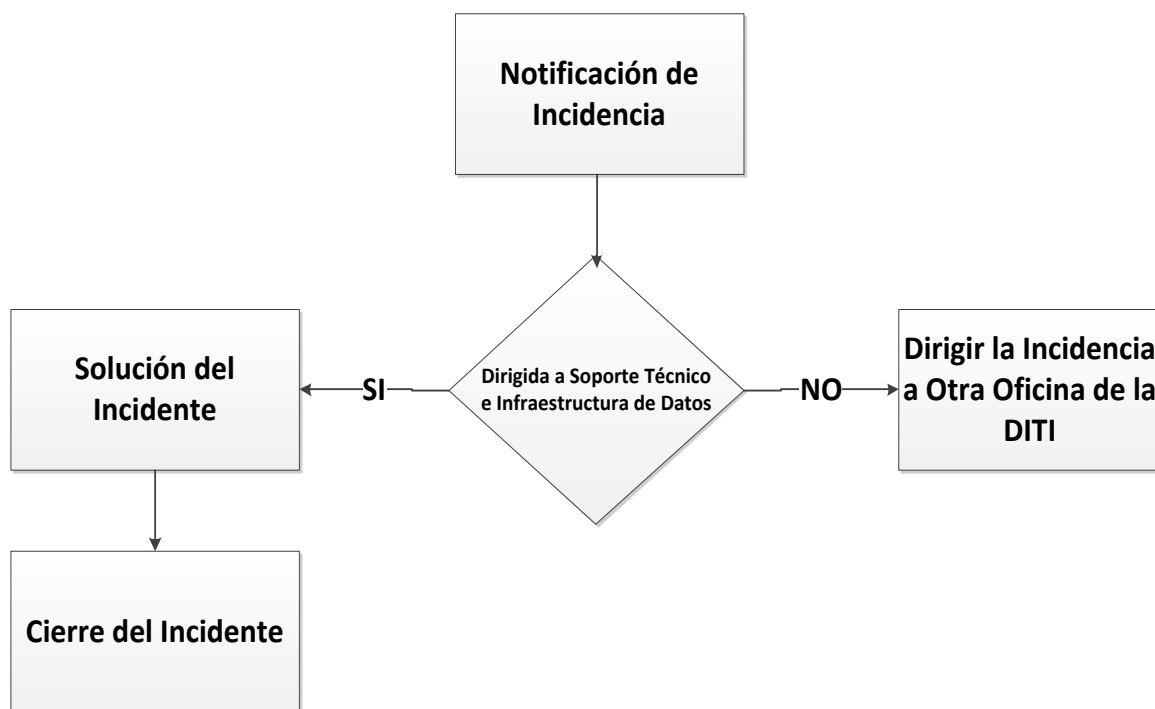 Notificación de
Incidencia
Dirigida a Soporte Técnico
e Infraestructura de Datos
SI
NO
Solución del
Incidente
Dirigir la Incidencia
a Otra Oficina de la
DITI
Cierre del Incidente